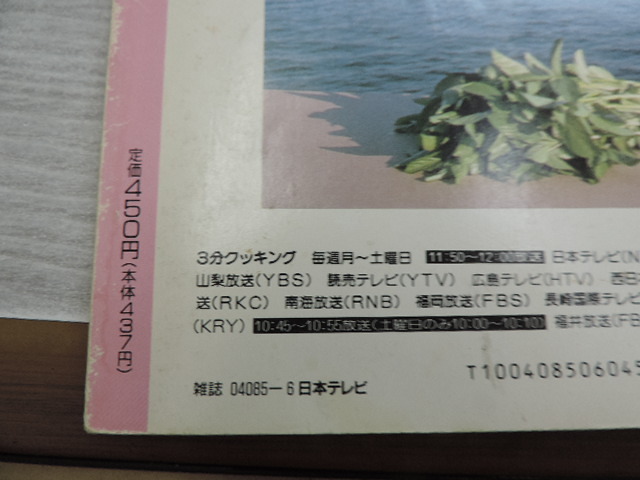 定価450円(本体437円)
3分クッキング 毎週月～土曜日 11:50～12:00放送 日本テレビ(N
山梨放送(YBS) 読売テレビ(YTV) 広島テレビ(HTV) 西日
送(RKC) 南海放送(RNB) 福岡放送(FBS) 長崎国際テレビ
(KRY) 10:45～10:55放送(土曜日のみ10:00～10:10) 福井放送(FB
T100408506045
雑誌 04085-6 日本テレビ